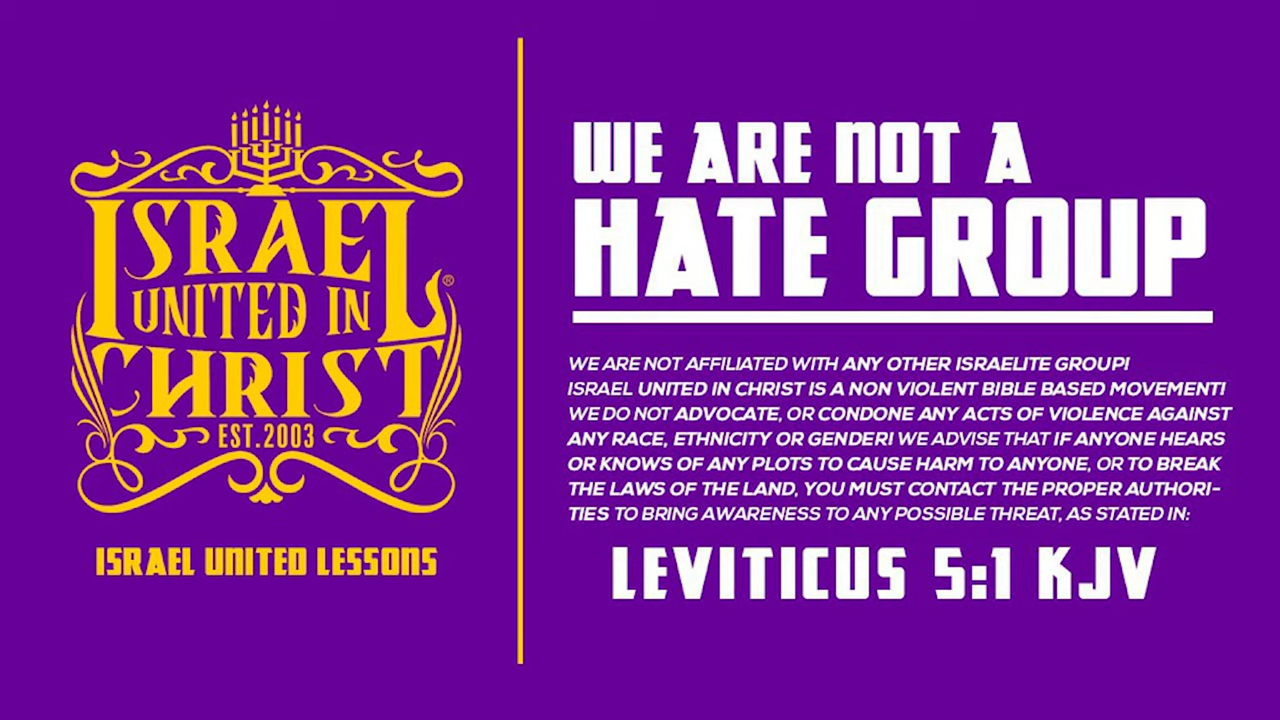 ISRAEL
UNITED IN
CHRIST
®
EST. 2003
ISRAEL UNITED LESSONS
WE ARE NOT A
HATE GROUP
WE ARE NOT AFFILIATED WITH ANY OTHER ISRAELITE GROUP!
ISRAEL UNITED IN CHRIST IS A NON VIOLENT BIBLE BASED MOVEMENT!
WE DO NOT ADVOCATE, OR CONDONE ANY ACTS OF VIOLENCE AGAINST
ANY RACE, ETHNICITY OR GENDER! WE ADVISE THAT IF ANYONE HEARS
OR KNOWS OF ANY PLOTS TO CAUSE HARM TO ANYONE, OR TO BREAK
THE LAWS OF THE LAND, YOU MUST CONTACT THE PROPER AUTHORI-
TIES TO BRING AWARENESS TO ANY POSSIBLE THREAT, AS STATED IN:
LEVITICUS 5:1 KJV